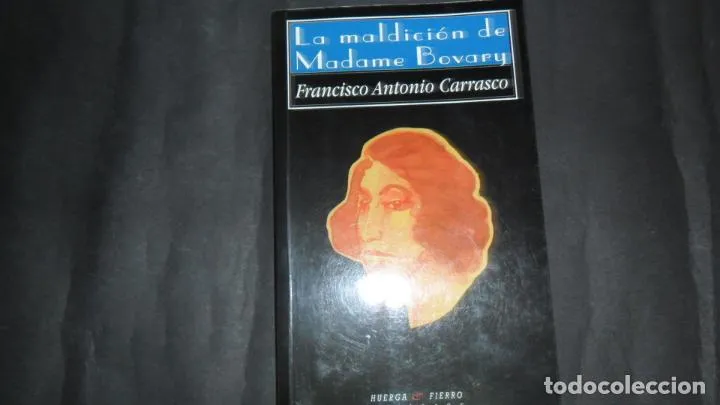 La maldición de
Madame Bovary
Francisco Antonio Carrasco
HUERGA & FIERRO
todocoleccion